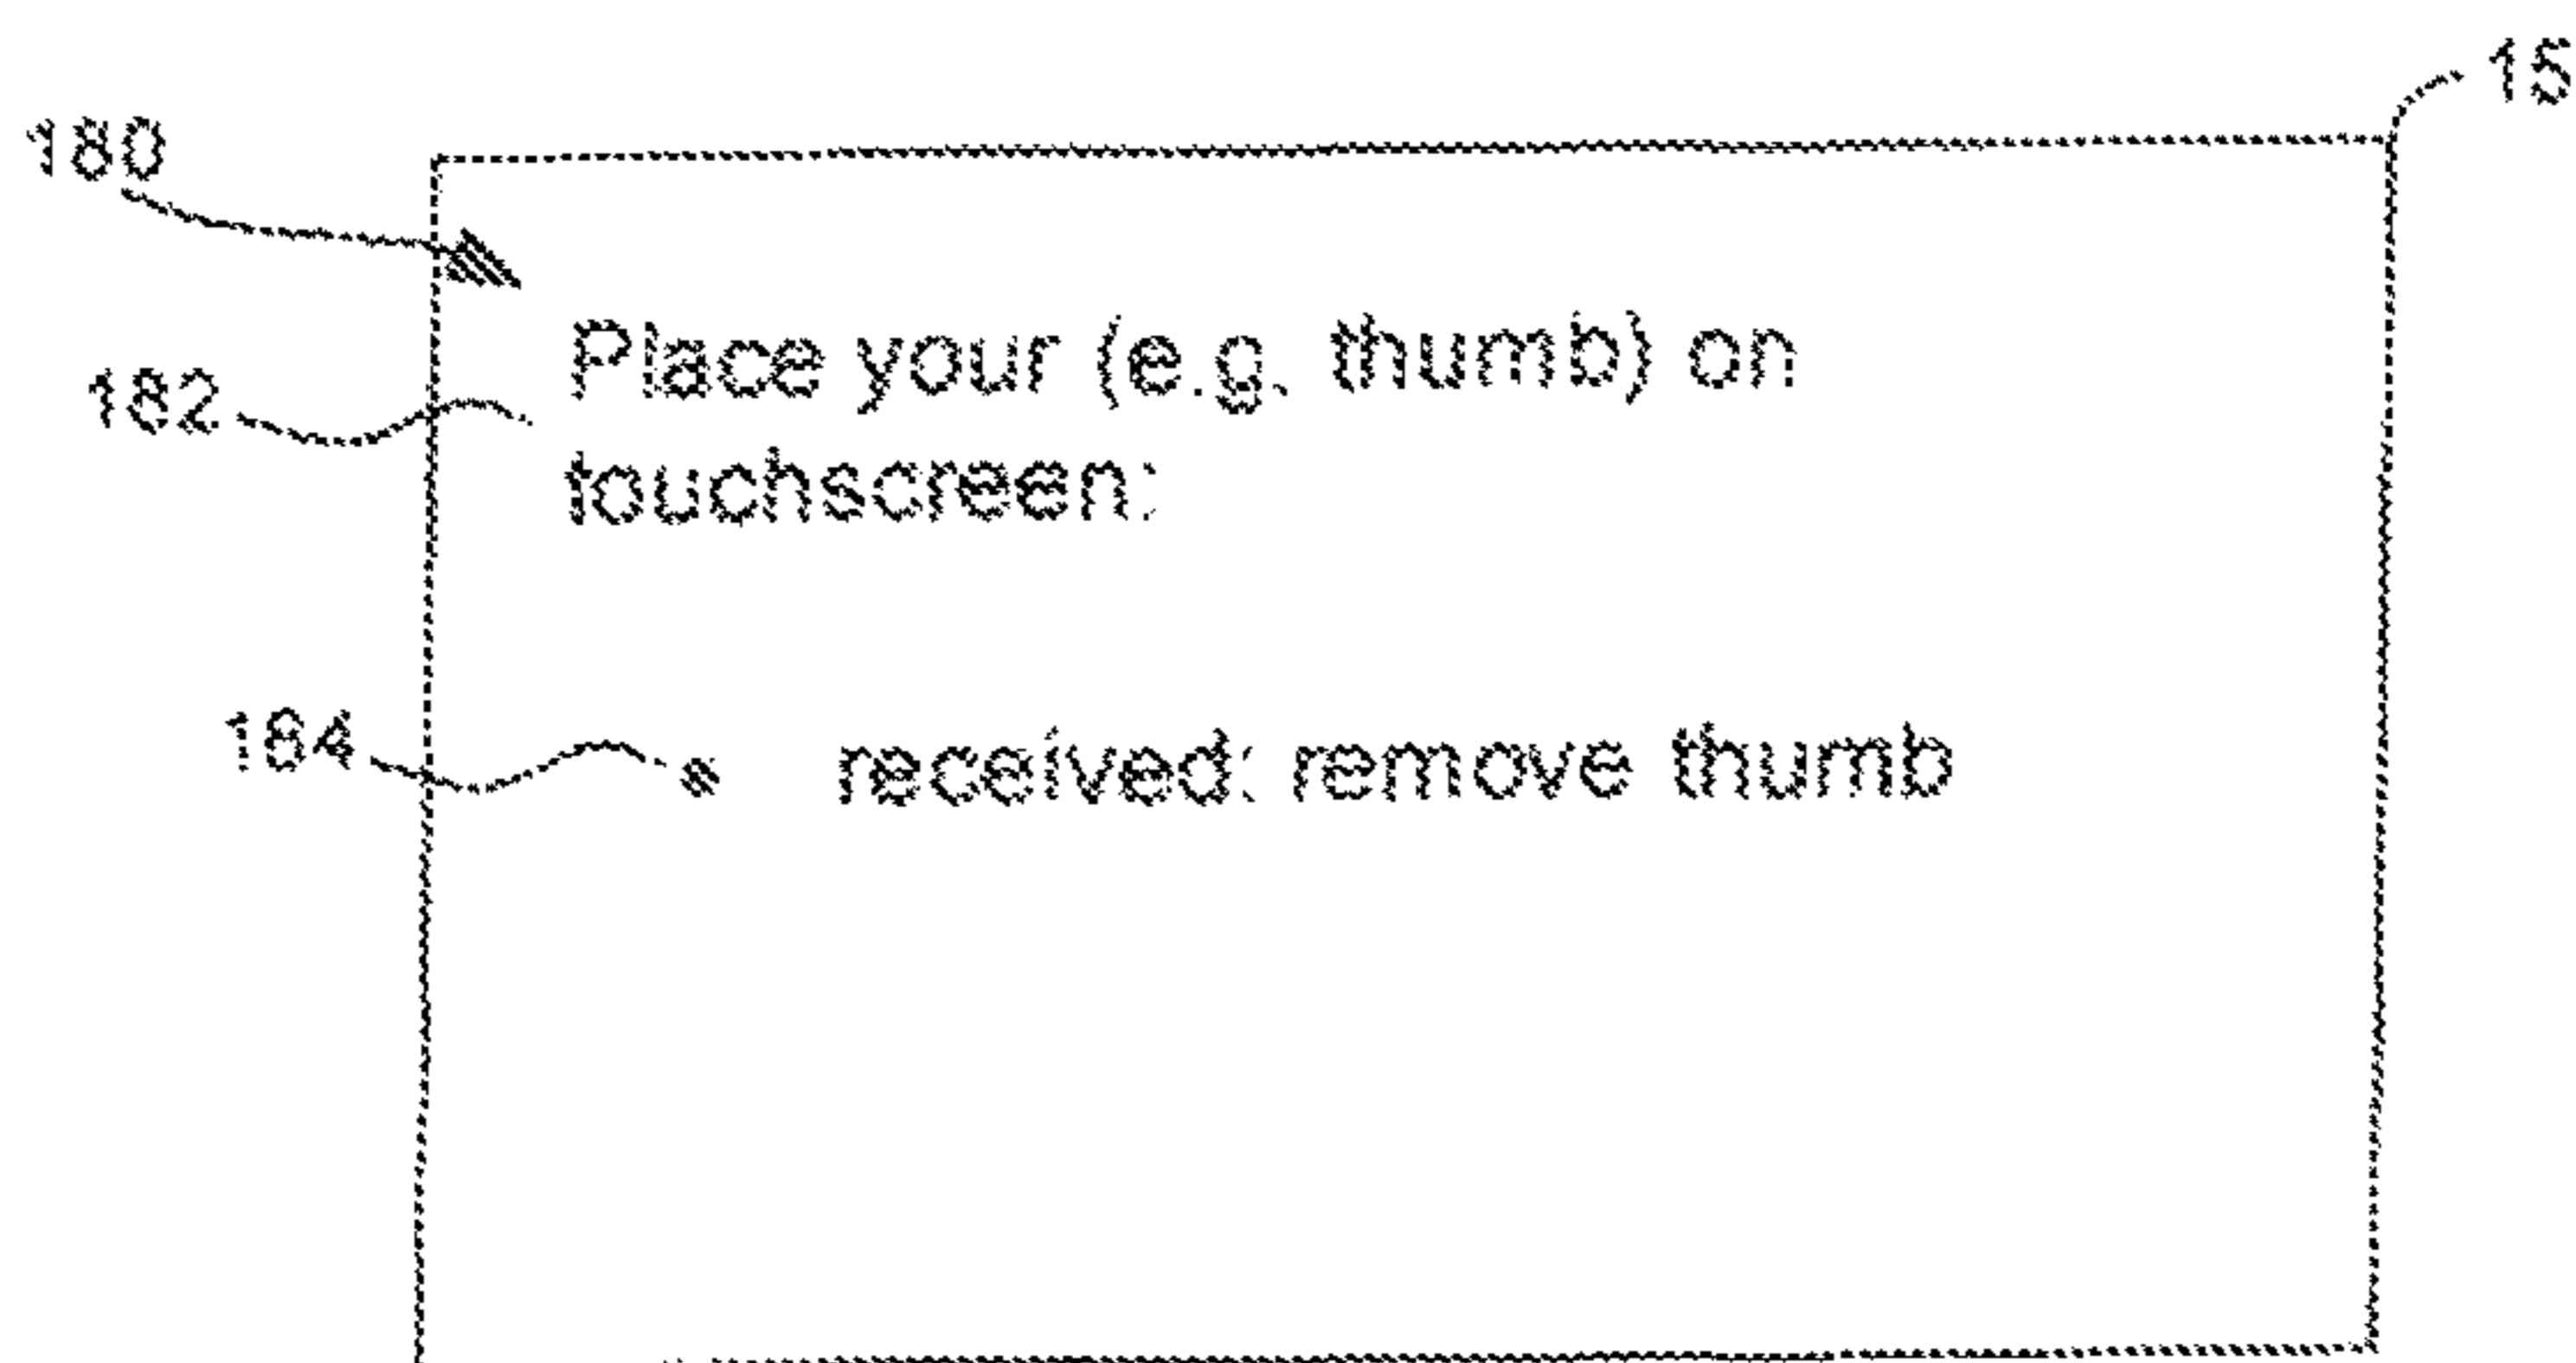 15
180
Place your (e.g. thumb) on
182
touchscreen:
184
received: remove thumb